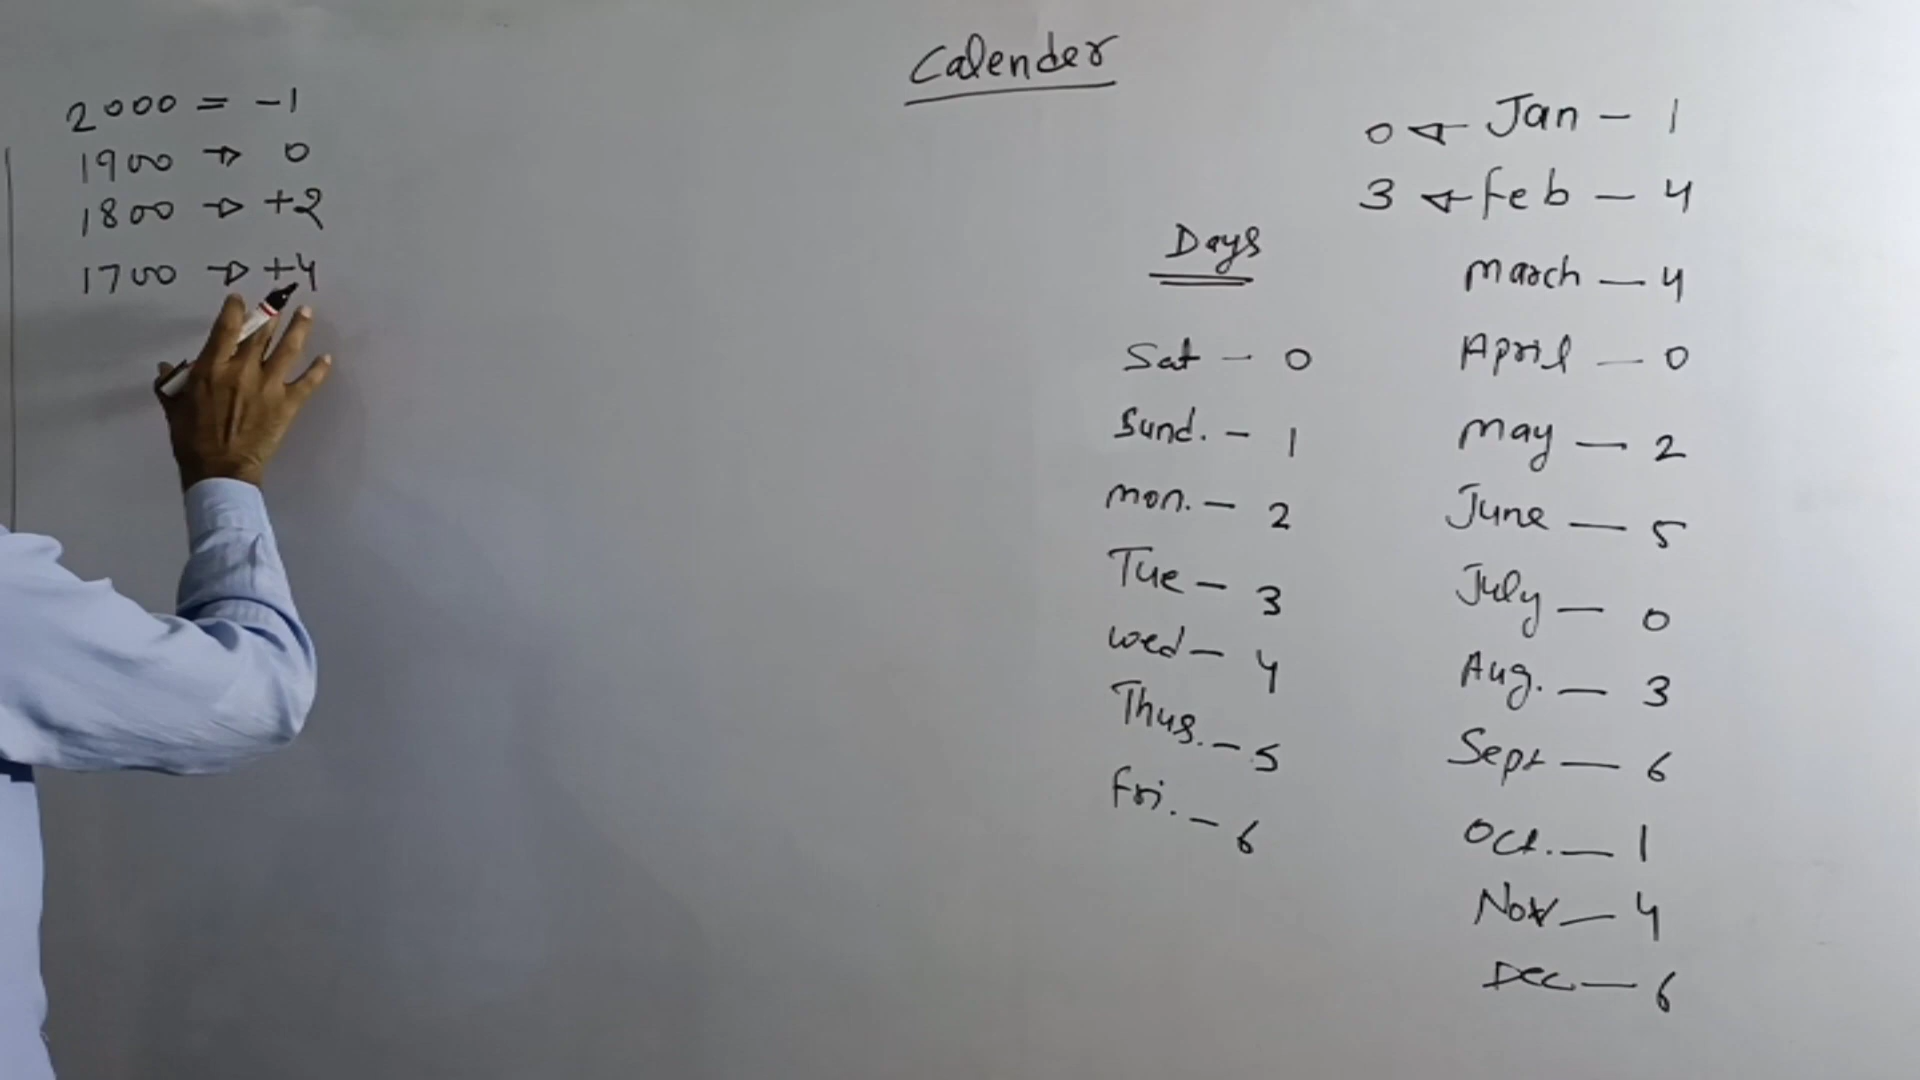 Calender
2000 = -1
1900 → 0
1800 → +2
1700 → +4
Days
Sat - 0
Sund. - 1
mon. - 2
Tue - 3
wed - 4
Thus. - 5
Fri. - 6
0 ← Jan - 1
3 ← Feb - 4
March - 4
April - 0
May - 2
June - 5
July - 0
Aug. - 3
Sept - 6
Oct. - 1
Nov - 4
Dec - 6